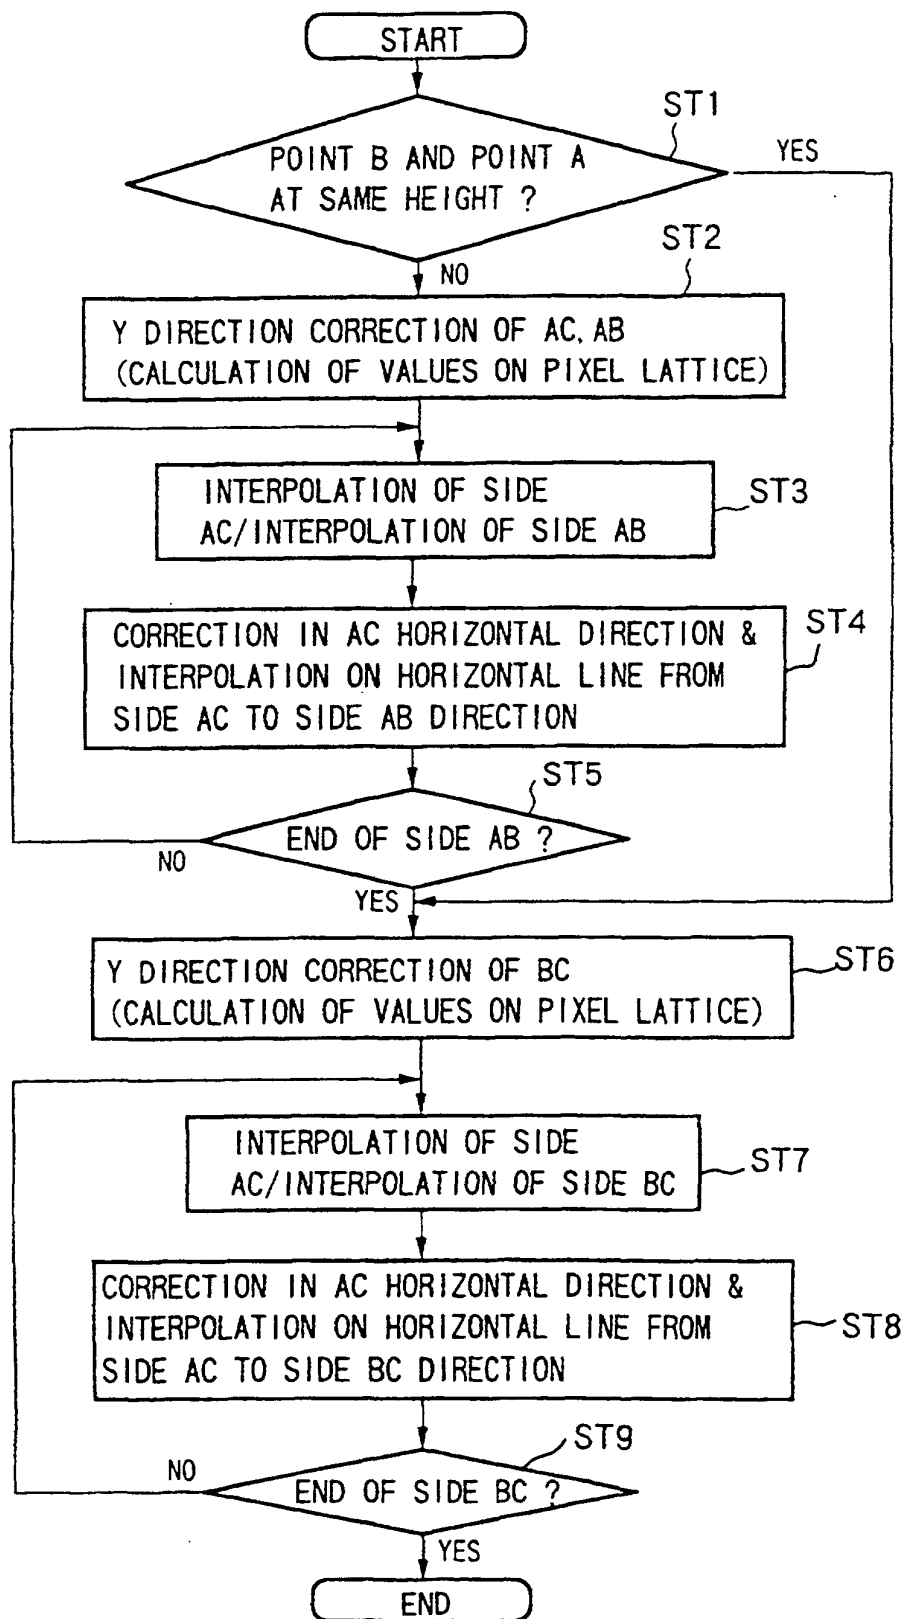 START
ST1
POINT B AND POINT A
AT SAME HEIGHT ?
YES
NO
ST2
Y DIRECTION CORRECTION OF AC, AB
(CALCULATION OF VALUES ON PIXEL LATTICE)
INTERPOLATION OF SIDE
AC/INTERPOLATION OF SIDE AB
ST3
CORRECTION IN AC HORIZONTAL DIRECTION &
INTERPOLATION ON HORIZONTAL LINE FROM
SIDE AC TO SIDE AB DIRECTION
ST4
ST5
END OF SIDE AB ?
NO
YES
Y DIRECTION CORRECTION OF BC
(CALCULATION OF VALUES ON PIXEL LATTICE)
ST6
INTERPOLATION OF SIDE
AC/INTERPOLATION OF SIDE BC
ST7
CORRECTION IN AC HORIZONTAL DIRECTION &
INTERPOLATION ON HORIZONTAL LINE FROM
SIDE AC TO SIDE BC DIRECTION
ST8
ST9
END OF SIDE BC ?
NO
YES
END